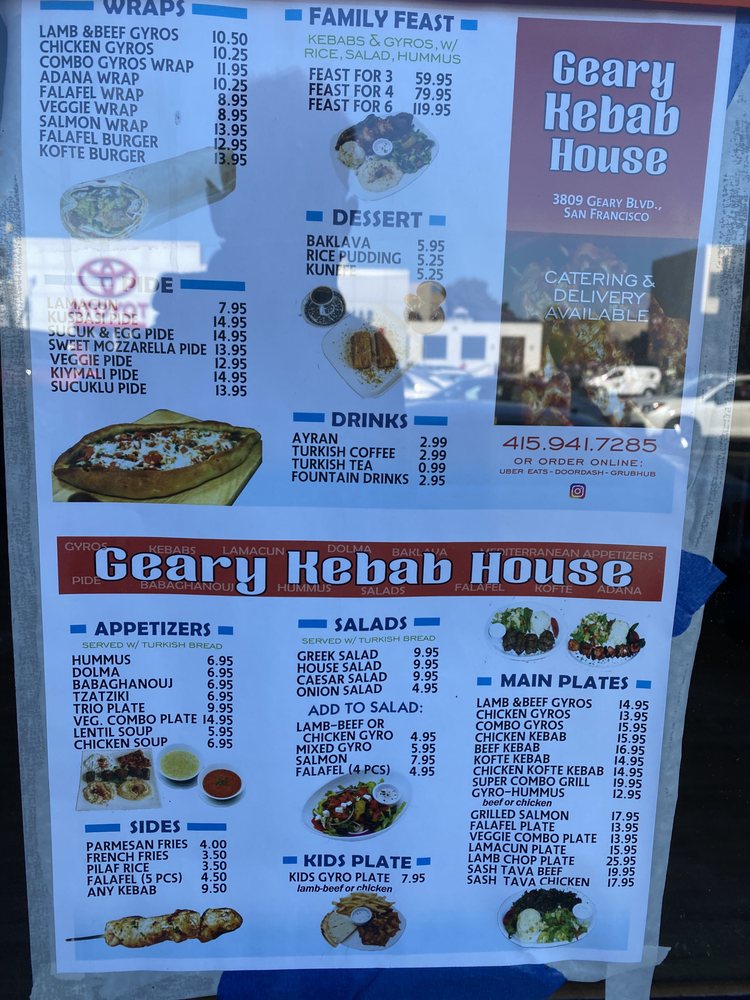 WRAPS
LAMB &BEEF GYROS 10.50
CHICKEN GYROS 10.25
COMBO GYROS WRAP 11.95
ADANA WRAP 10.25
FALAFEL WRAP 8.95
VEGGIE WRAP 8.95
SALMON WRAP 13.95
FALAFEL BURGER 12.95
KOFTE BURGER 13.95
PIDE
LAMACUN 7.95
KUSBASI PIDE 14.95
SUCUK & EGG PIDE 14.95
SWEET MOZZARELLA PIDE 13.95
VEGGIE PIDE 12.95
KIYMALI PIDE 14.95
SUCUKLU PIDE 13.95
FAMILY FEAST
KEBABS & GYROS, W/
RICE, SALAD, HUMMUS
FEAST FOR 3 59.95
FEAST FOR 4 79.95
FEAST FOR 6 119.95
DESSERT
BAKLAVA 5.95
RICE PUDDING 5.25
KUNEFE 5.25
DRINKS
AYRAN 2.99
TURKISH COFFEE 2.99
TURKISH TEA 0.99
FOUNTAIN DRINKS 2.95
Geary
Kebab
House
3809 GEARY BLVD.,
SAN FRANCISCO
CATERING &
DELIVERY
AVAILABLE
415.941.7285
OR ORDER ONLINE:
UBER EATS - DOORDASH - GRUBHUB
GYROS KEBABS LAMACUN DOLMA BAKLAVA MEDITERRANEAN APPETIZERS
Geary Kebab House
PIDE BABAGHANOUJ HUMMUS SALADS FALAFEL KOFTE ADANA
APPETIZERS
SERVED W/ TURKISH BREAD
HUMMUS 6.95
DOLMA 6.95
BABAGHANOUJ 6.95
TZATZIKI 6.95
TRIO PLATE 9.95
VEG. COMBO PLATE 14.95
LENTIL SOUP 5.95
CHICKEN SOUP 6.95
SIDES
PARMESAN FRIES 4.00
FRENCH FRIES 3.50
PILAF RICE 3.50
FALAFEL (5 PCS) 4.50
ANY KEBAB 9.50
SALADS
SERVED W/ TURKISH BREAD
GREEK SALAD 9.95
HOUSE SALAD 9.95
CAESAR SALAD 9.95
ONION SALAD 4.95
ADD TO SALAD:
LAMB-BEEF OR
CHICKEN GYRO 4.95
MIXED GYRO 5.95
SALMON 7.95
FALAFEL (4 PCS) 4.95
KIDS PLATE
KIDS GYRO PLATE 7.95
lamb-beef or chicken
MAIN PLATES
LAMB &BEEF GYROS 14.95
CHICKEN GYROS 13.95
COMBO GYROS 15.95
CHICKEN KEBAB 15.95
BEEF KEBAB 16.95
KOFTE KEBAB 14.95
CHICKEN KOFTE KEBAB 14.95
SUPER COMBO GRILL 19.95
GYRO-HUMMUS 12.95
beef or chicken
GRILLED SALMON 17.95
FALAFEL PLATE 13.95
VEGGIE COMBO PLATE 13.95
LAMACUN PLATE 15.95
LAMB CHOP PLATE 25.95
SASH TAVA BEEF 19.95
SASH TAVA CHICKEN 17.95